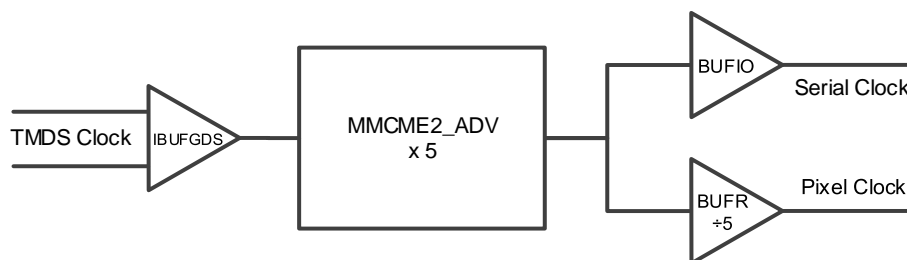 TMDS Clock
IBUFGDS
MMCME2_ADV
x 5
BUFIO
Serial Clock
BUFR
÷5
Pixel Clock